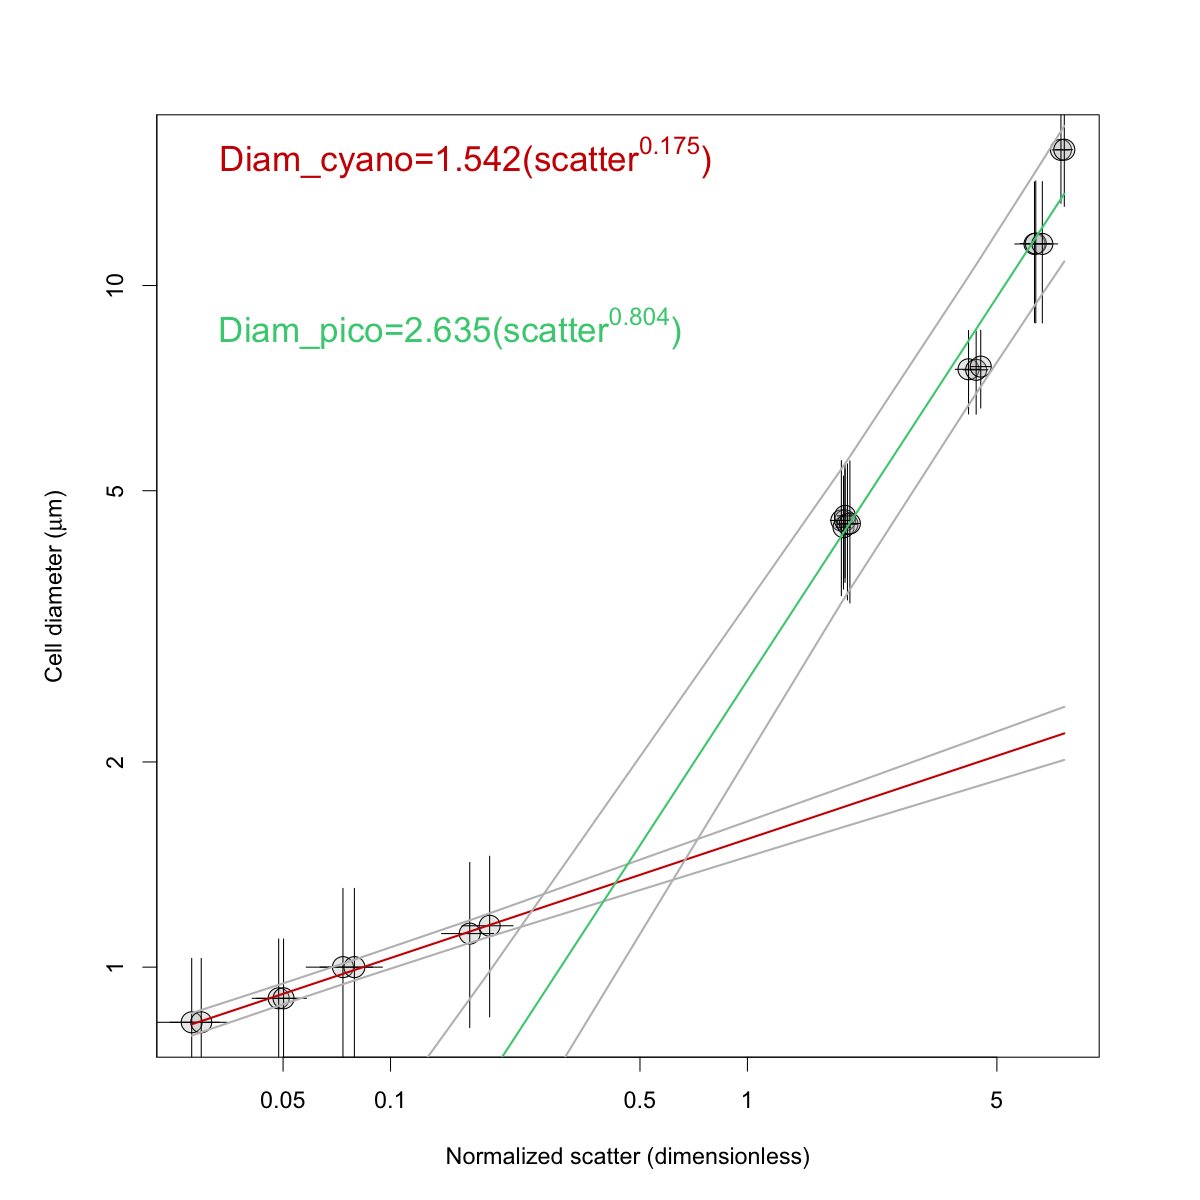 Diam_cyano=1.542(scatter^0.175)
Diam_pico=2.635(scatter^0.804)
Cell diameter (µm)
10
5
2
1
0.05 0.1 0.5 1 5
Normalized scatter (dimensionless)